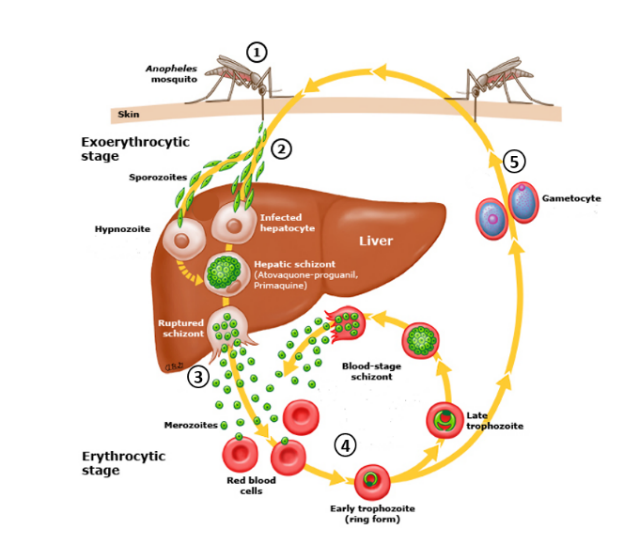 1
Anopheles
mosquito
Skin
Exoerythrocytic
stage
2
Sporozoites
5
Gametocyte
Hypnozoite
Infected
hepatocyte
Liver
Hepatic schizont
(Atovaquone-proguanil,
Primaquine)
Ruptured
schizont
3
Blood-stage
schizont
Merozoites
4
Late
trophozoite
Erythrocytic
stage
Red blood
cells
Early trophozoite
(ring form)